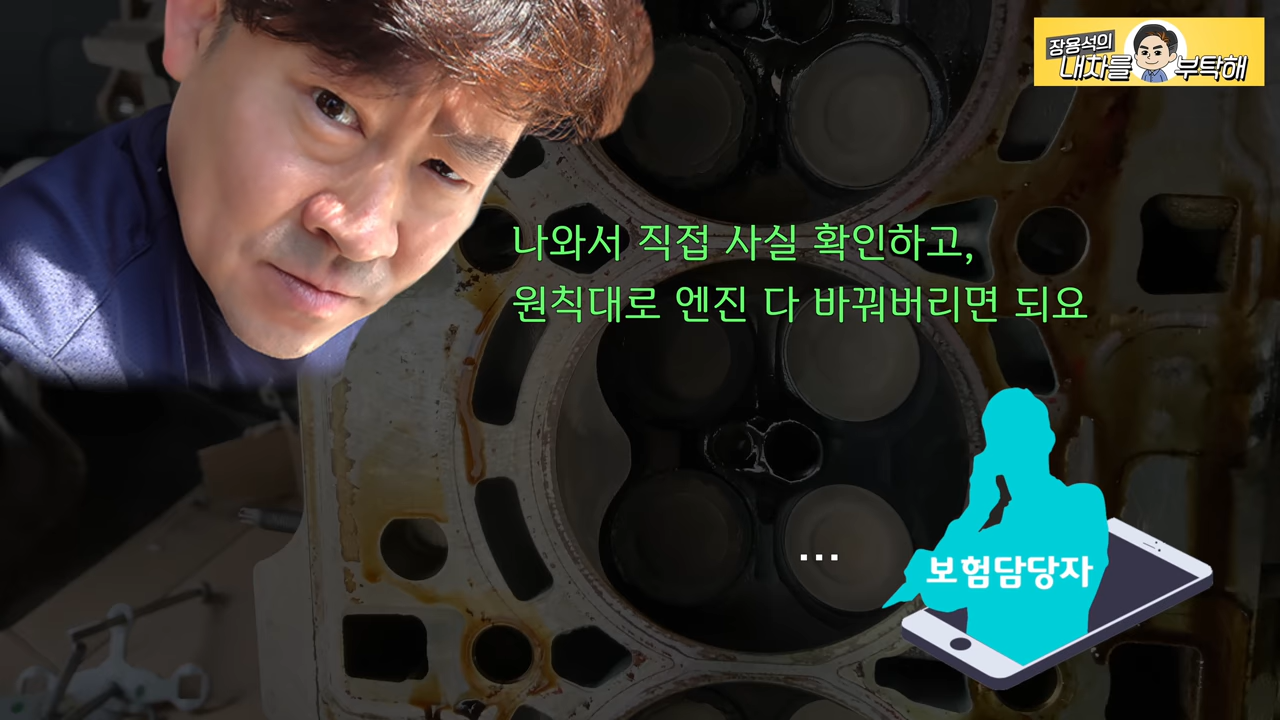 장용석의
내차를 부탁해
나와서 직접 사실 확인하고,
원칙대로 엔진 다 바꿔버리면 되요
...
보험담당자